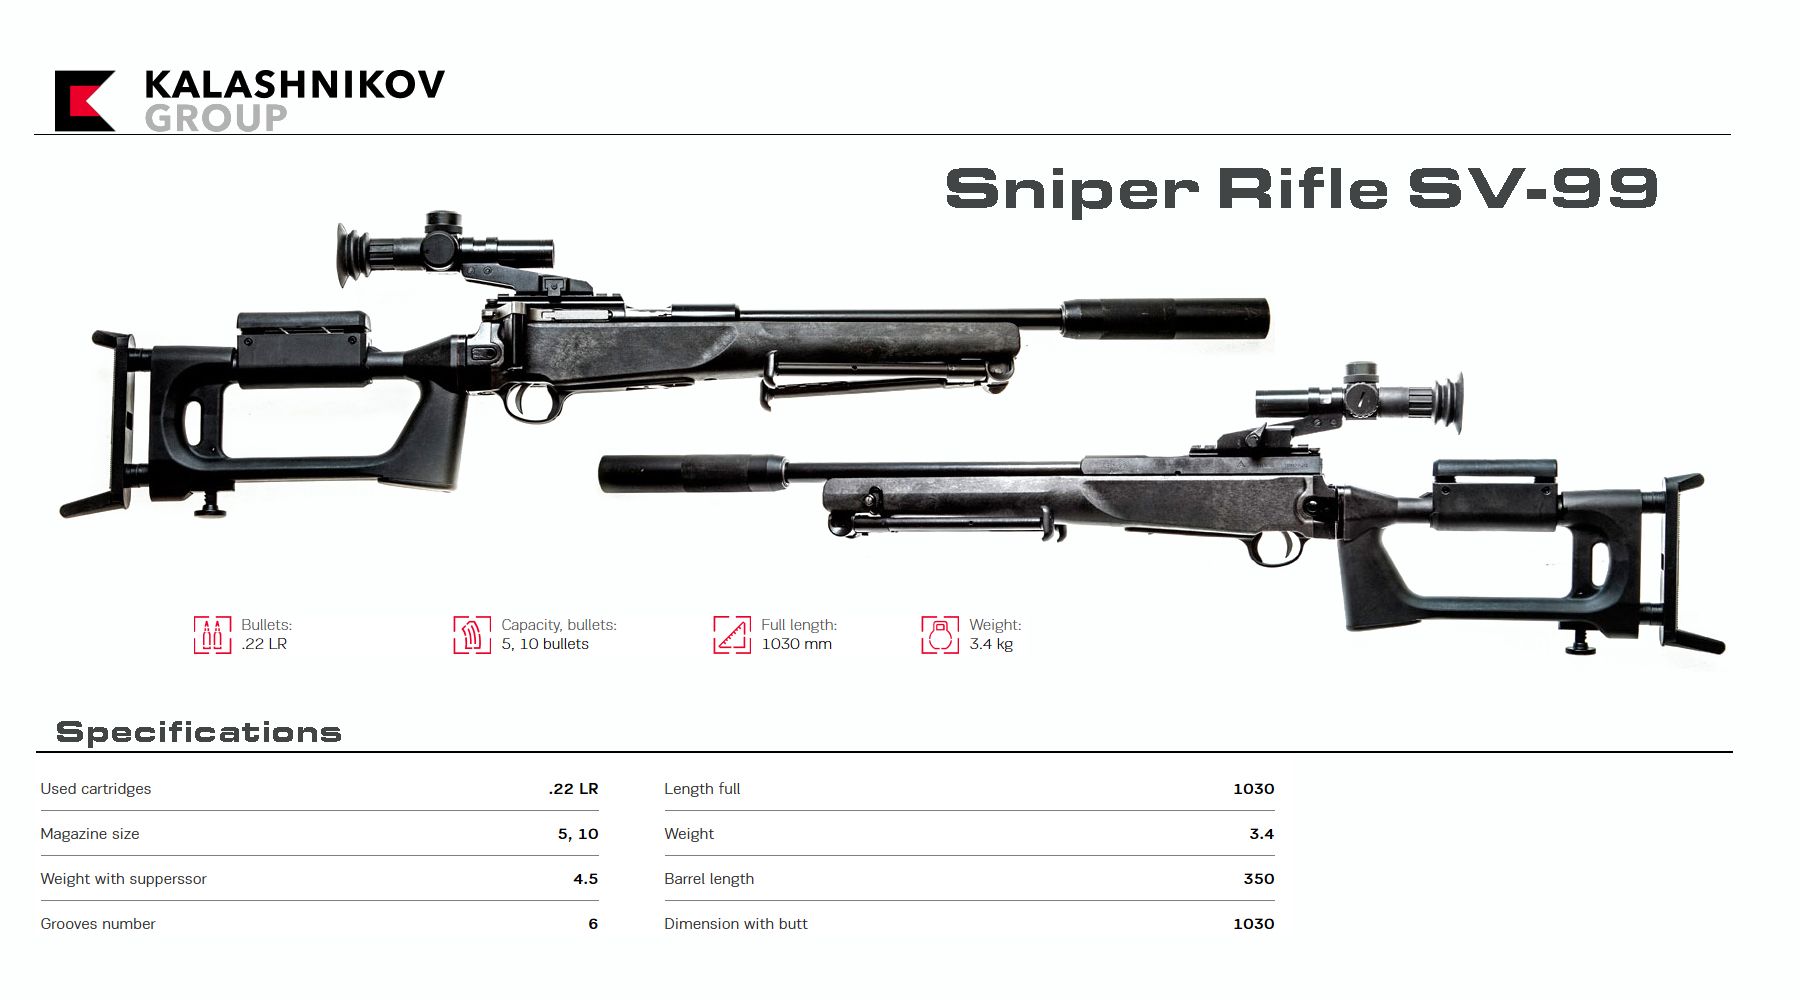 KALASHNIKOV
GROUP
Sniper Rifle SV-99
Bullets:
.22 LR
Capacity, bullets:
5, 10 bullets
Full length:
1030 mm
Weight:
3.4 kg
Specifications
Used cartridges .22 LR
Magazine size 5, 10
Weight with supperssor 4.5
Grooves number 6
Length full 1030
Weight 3.4
Barrel length 350
Dimension with butt 1030